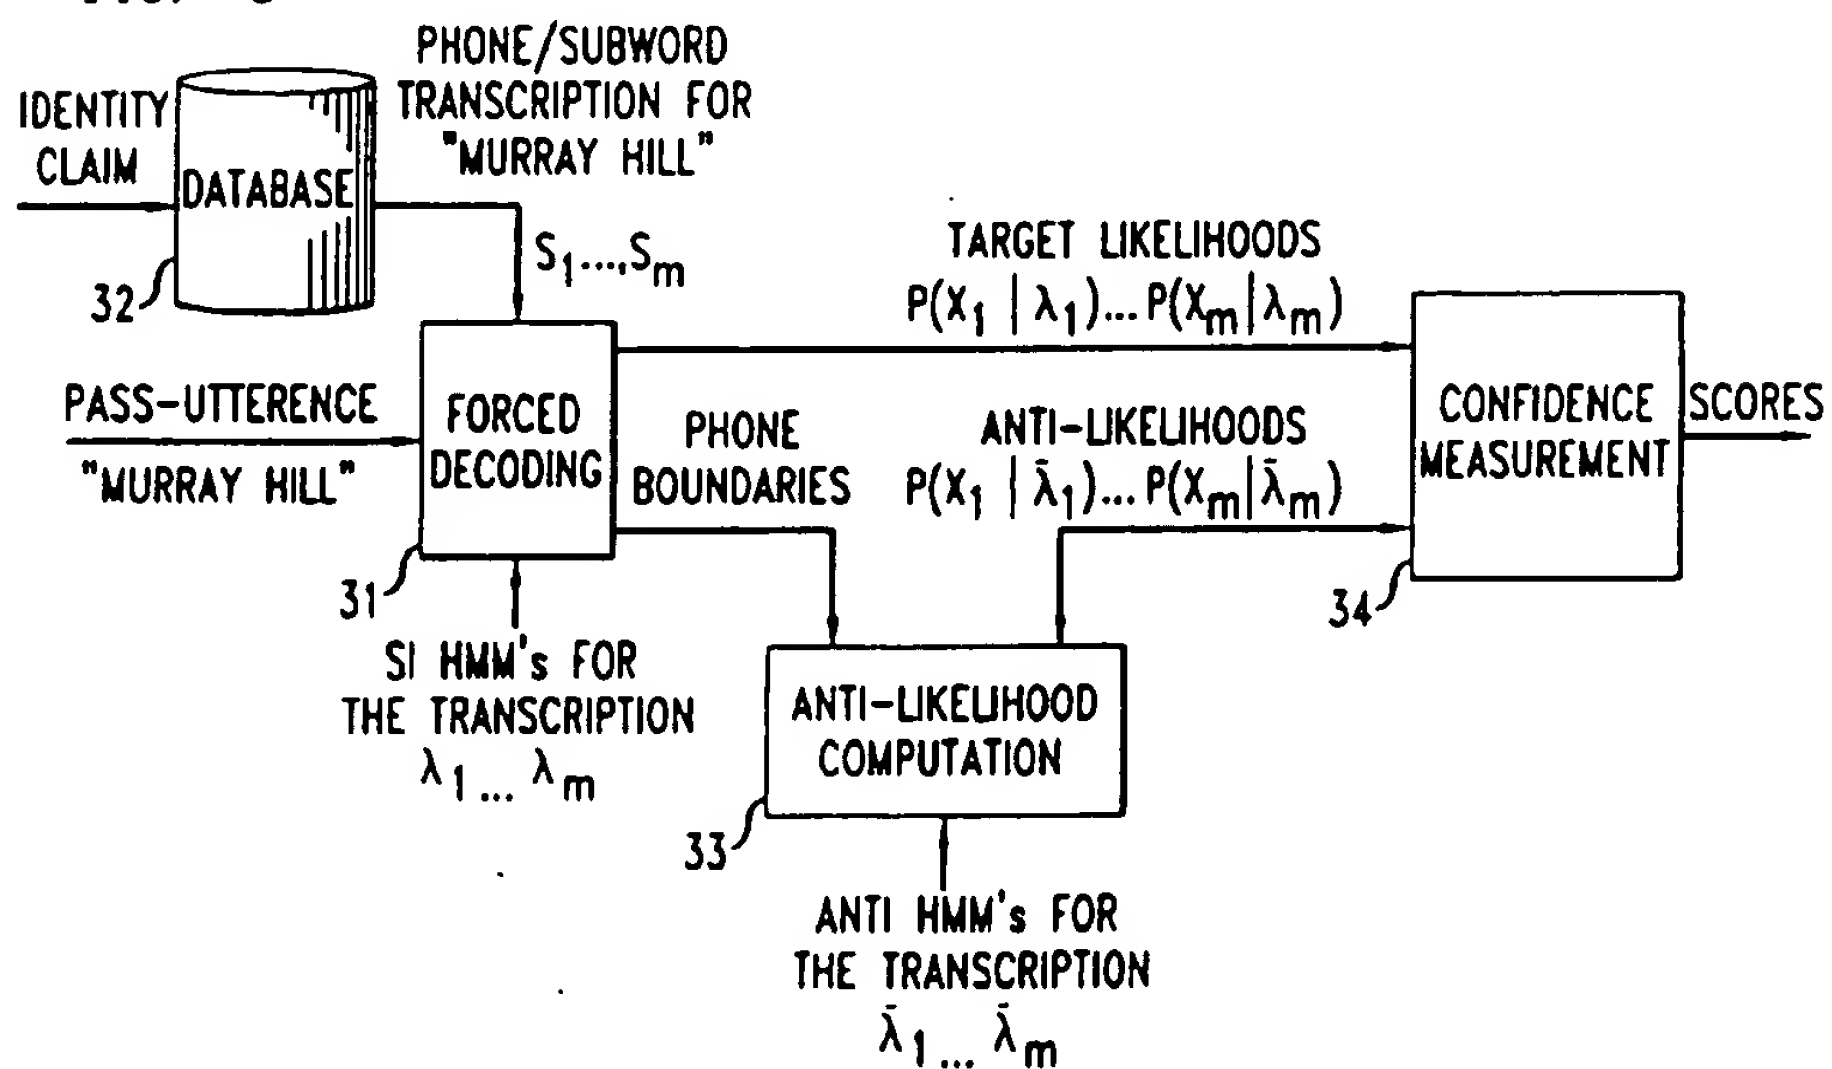 IDENTITY
CLAIM
DATABASE
32
PHONE/SUBWORD
TRANSCRIPTION FOR
"MURRAY HILL"
S1...,Sm
PASS-UTTERENCE
"MURRAY HILL"
FORCED
DECODING
31
SI HMM's FOR
THE TRANSCRIPTION
λ1... λm
PHONE
BOUNDARIES
TARGET LIKELIHOODS
P(X1 | λ1)... P(Xm|λm)
ANTI-LIKELIHOODS
P(X1 | λ̄1)... P(Xm|λ̄m)
ANTI-LIKELIHOOD
COMPUTATION
33
ANTI HMM's FOR
THE TRANSCRIPTION
λ̄1... λ̄m
CONFIDENCE
MEASUREMENT
34
SCORES